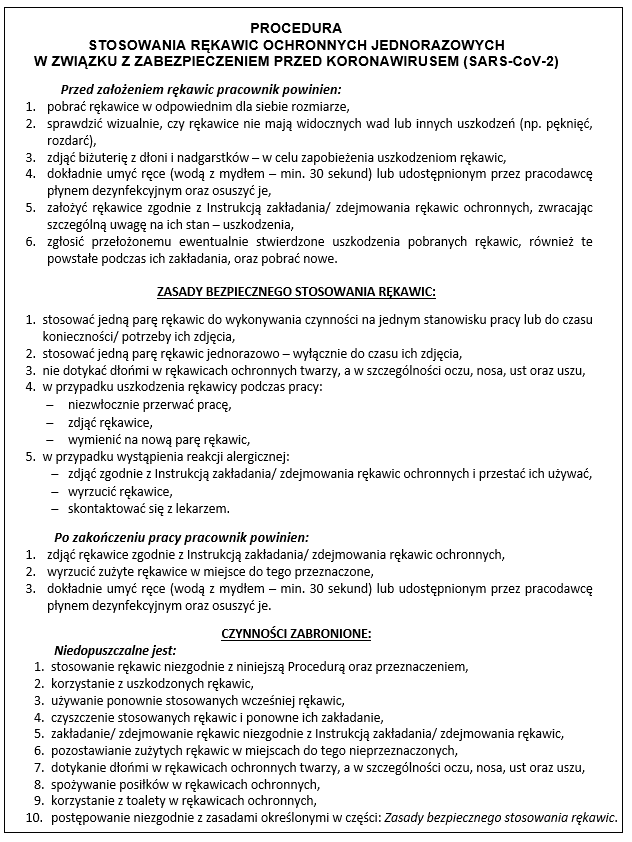 PROCEDURA
STOSOWANIA RĘKAWIC OCHRONNYCH JEDNORAZOWYCH
W ZWIĄZKU Z ZABEZPIECZENIEM PRZED KORONAWIRUSEM (SARS-CoV-2)
Przed założeniem rękawic pracownik powinien:
1. pobrać rękawice w odpowiednim dla siebie rozmiarze,
2. sprawdzić wizualnie, czy rękawice nie mają widocznych wad lub innych uszkodzeń (np. pęknięć,
rozdarć),
3. zdjąć biżuterię z dłoni i nadgarstków – w celu zapobieżenia uszkodzeniom rękawic,
4. dokładnie umyć ręce (wodą z mydłem – min. 30 sekund) lub udostępnionym przez pracodawcę
płynem dezynfekcyjnym oraz osuszyć je,
5. założyć rękawice zgodnie z Instrukcją zakładania/ zdejmowania rękawic ochronnych, zwracając
szczególną uwagę na ich stan – uszkodzenia,
6. zgłosić przełożonemu ewentualnie stwierdzone uszkodzenia pobranych rękawic, również te
powstałe podczas ich zakładania, oraz pobrać nowe.
ZASADY BEZPIECZNEGO STOSOWANIA RĘKAWIC:
1. stosować jedną parę rękawic do wykonywania czynności na jednym stanowisku pracy lub do czasu
konieczności/ potrzeby ich zdjęcia,
2. stosować jedną parę rękawic jednorazowo – wyłącznie do czasu ich zdjęcia,
3. nie dotykać dłońmi w rękawicach ochronnych twarzy, a w szczególności oczu, nosa, ust oraz uszu,
4. w przypadku uszkodzenia rękawicy podczas pracy:
– niezwłocznie przerwać pracę,
– zdjąć rękawice,
– wymienić na nową parę rękawic,
5. w przypadku wystąpienia reakcji alergicznej:
– zdjąć zgodnie z Instrukcją zakładania/ zdejmowania rękawic ochronnych i przestać ich używać,
– wyrzucić rękawice,
– skontaktować się z lekarzem.
Po zakończeniu pracy pracownik powinien:
1. zdjąć rękawice zgodnie z Instrukcją zakładania/ zdejmowania rękawic ochronnych,
2. wyrzucić zużyte rękawice w miejsce do tego przeznaczone,
3. dokładnie umyć ręce (wodą z mydłem – min. 30 sekund) lub udostępnionym przez pracodawcę
płynem dezynfekcyjnym oraz osuszyć je.
CZYNNOŚCI ZABRONIONE:
Niedopuszczalne jest:
1. stosowanie rękawic niezgodnie z niniejszą Procedurą oraz przeznaczeniem,
2. korzystanie z uszkodzonych rękawic,
3. używanie ponownie stosowanych wcześniej rękawic,
4. czyszczenie stosowanych rękawic i ponowne ich zakładanie,
5. zakładanie/ zdejmowanie rękawic niezgodnie z Instrukcją zakładania/ zdejmowania rękawic,
6. pozostawianie zużytych rękawic w miejscach do tego nieprzeznaczonych,
7. dotykanie dłońmi w rękawicach ochronnych twarzy, a w szczególności oczu, nosa, ust oraz uszu,
8. spożywanie posiłków w rękawicach ochronnych,
9. korzystanie z toalety w rękawicach ochronnych,
10. postępowanie niezgodnie z zasadami określonymi w części: Zasady bezpiecznego stosowania rękawic.